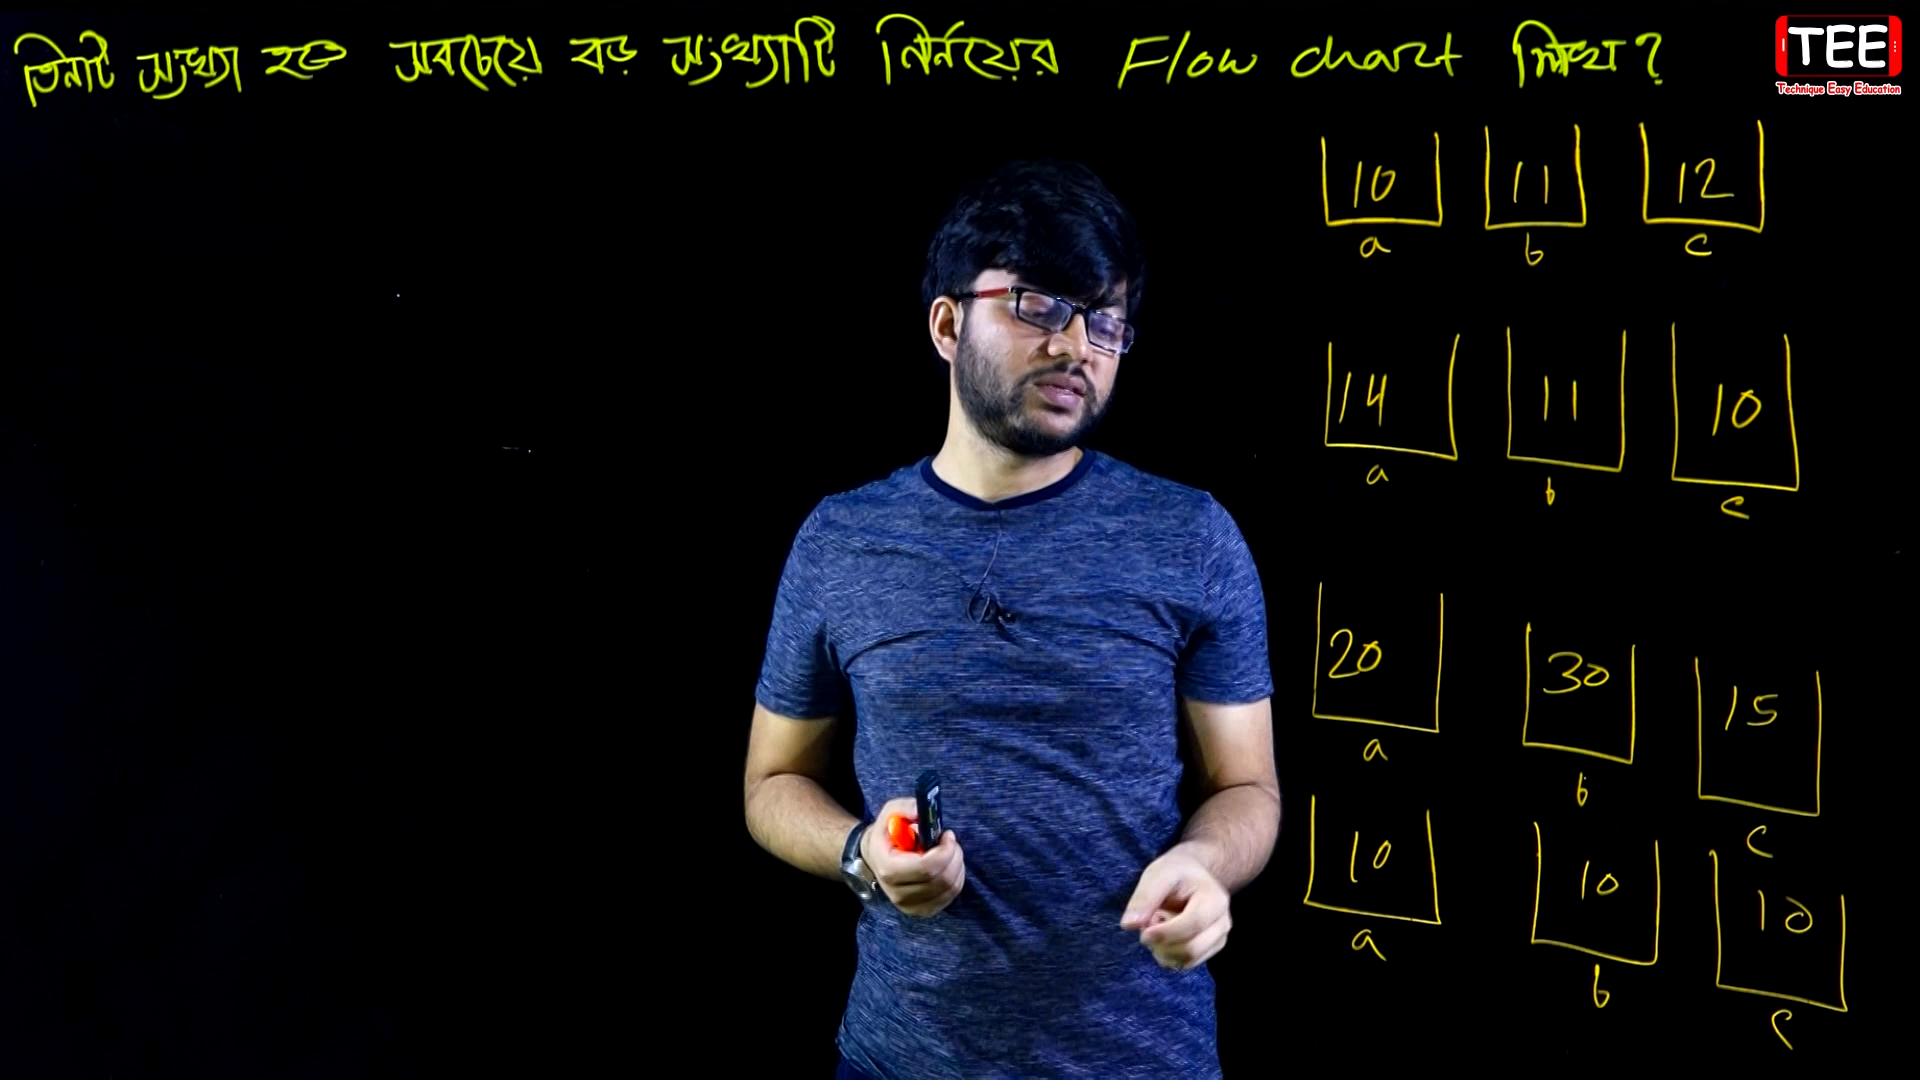 তিনটি সংখ্যা হতে সবচেয়ে বড় সংখ্যাটি নির্নয়ের Flow chart লিখ?
TEE
Technique Easy Education
10 11 12
a b c
14 11 10
a b c
20 30 15
a b c
10 10 10
a b c